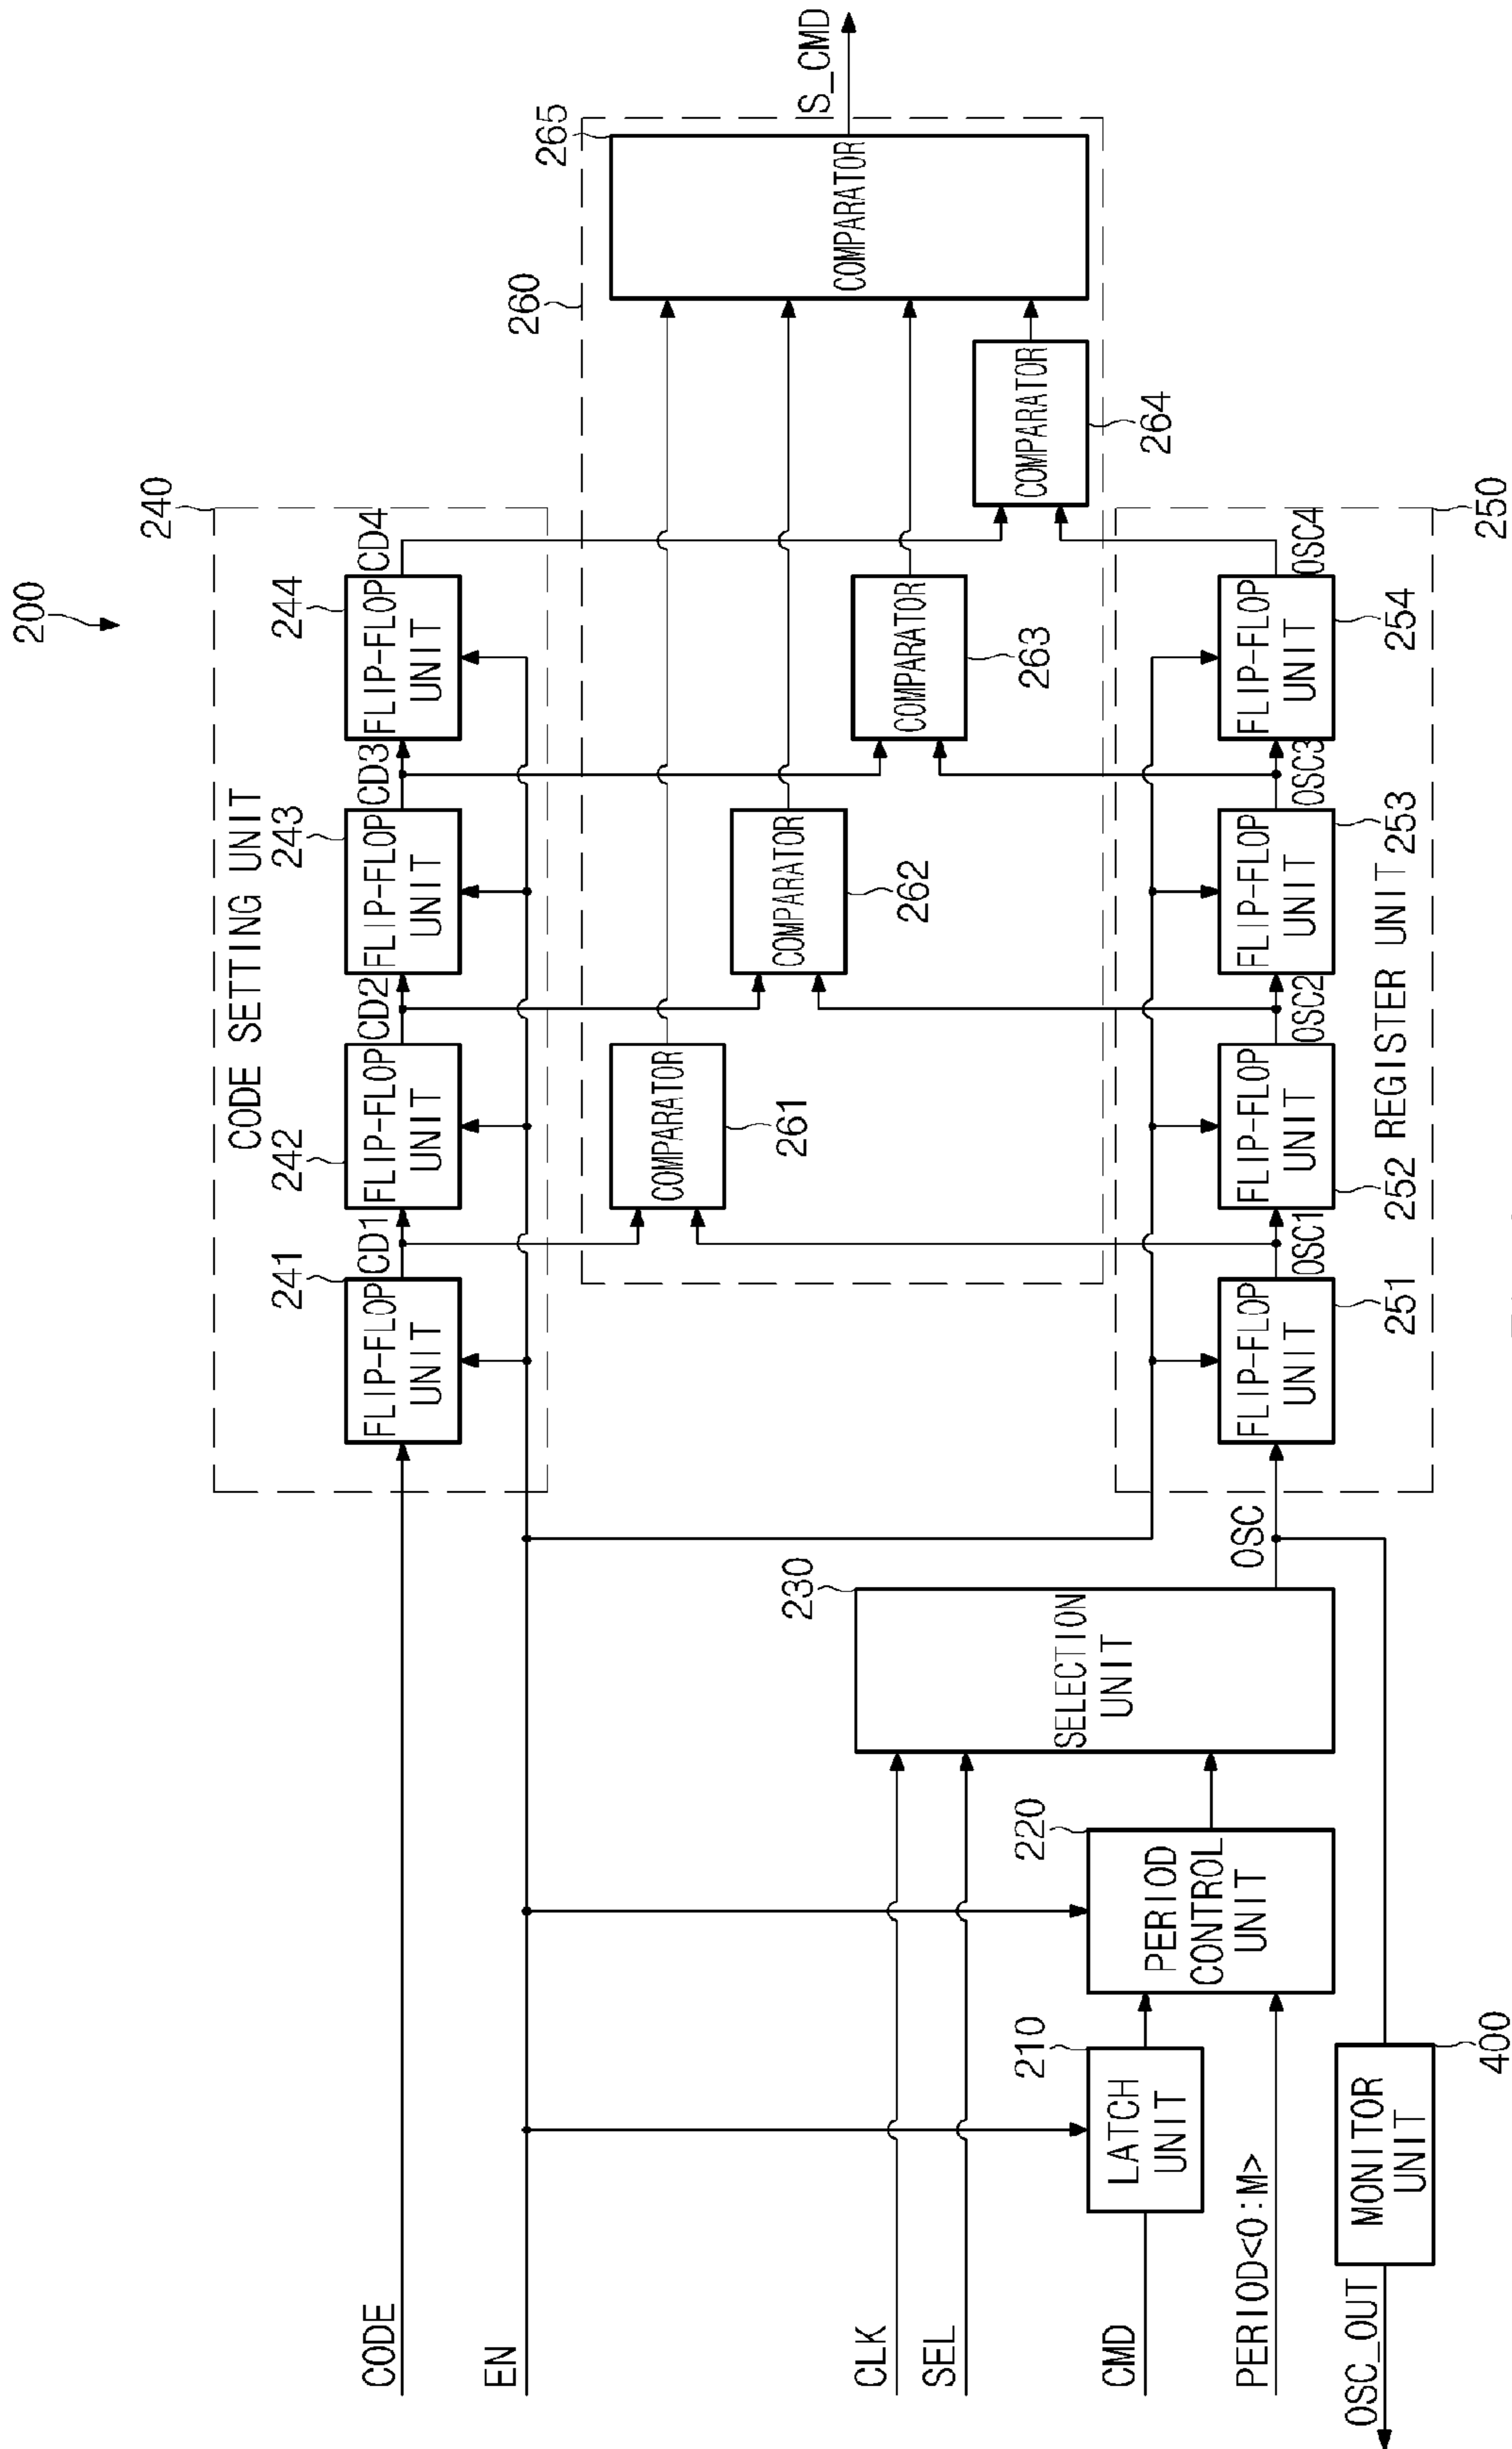 200
240
CODE SETTING UNIT
241
242
243
244
FLIP-FLOP
UNIT
CD1
FLIP-FLOP
UNIT
CD2
FLIP-FLOP
UNIT
CD3
FLIP-FLOP
UNIT
CD4
CODE
EN
260
265
COMPARATOR
261
COMPARATOR
262
COMPARATOR
263
COMPARATOR
264
COMPARATOR
S_CMD
CLK
SEL
CMD
PERIOD<0:M>
OSC_OUT
210
LATCH
UNIT
220
PERIOD
CONTROL
UNIT
230
SELECTION
UNIT
OSC
400
MONITOR
UNIT
FLIP-FLOP
UNIT
OSC1
FLIP-FLOP
UNIT
OSC2
FLIP-FLOP
UNIT
OSC3
FLIP-FLOP
UNIT
OSC4
251
252
REGISTER UNIT
253
254
250